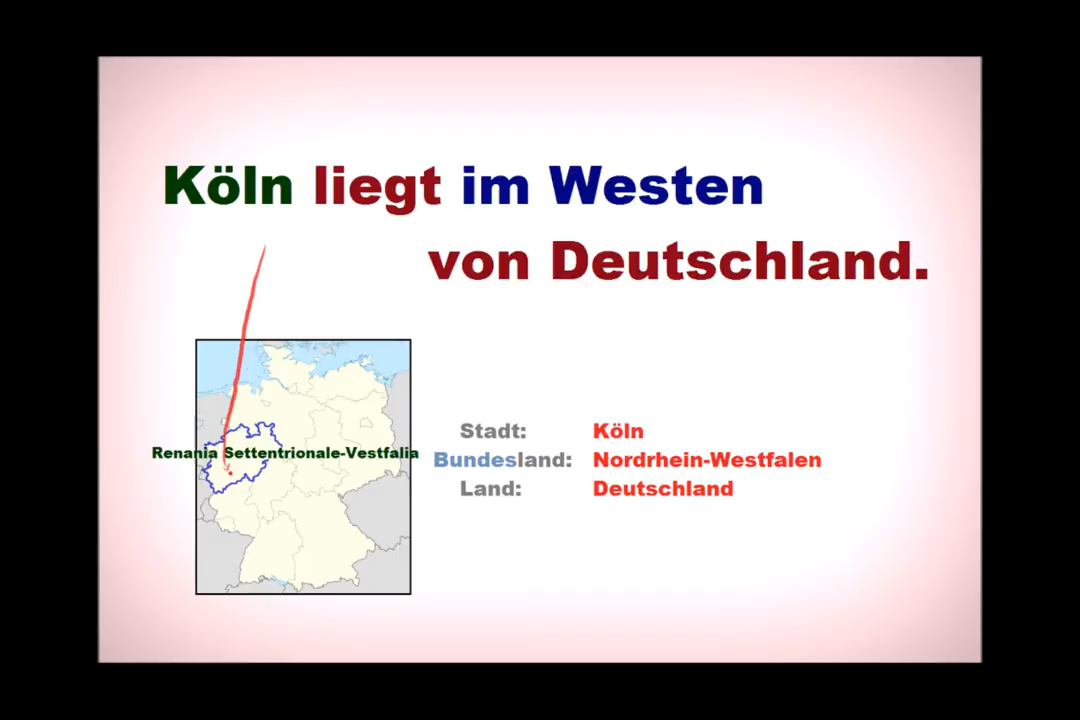 Köln liegt im Westen
von Deutschland.
Renania Settentrionale-Vestfalia
Stadt: Köln
Bundesland: Nordrhein-Westfalen
Land: Deutschland